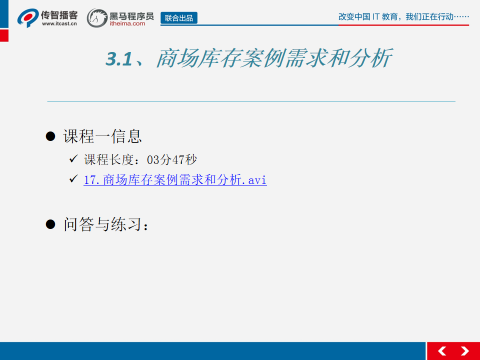 传智播客
www.itcast.cn
黑马程序员
itheima.com
联合出品
改变中国 IT 教育，我们正在行动……
3.1、商场库存案例需求和分析
课程一信息
课程长度：03分47秒
17.商场库存案例需求和分析.avi
问答与练习：